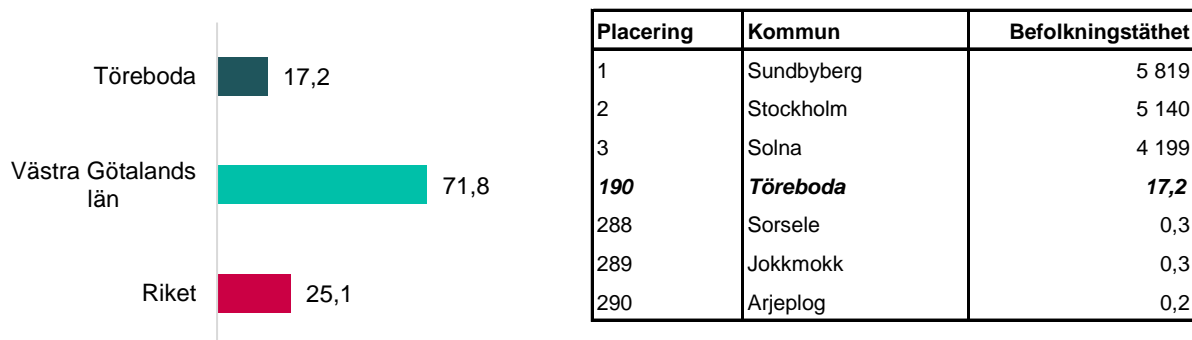 Töreboda
17,2
Västra Götalands
län
71,8
Riket
25,1
Placering Kommun Befolkningstäthet
1 Sundbyberg 5 819
2 Stockholm 5 140
3 Solna 4 199
190 Töreboda 17,2
288 Sorsele 0,3
289 Jokkmokk 0,3
290 Arjeplog 0,2